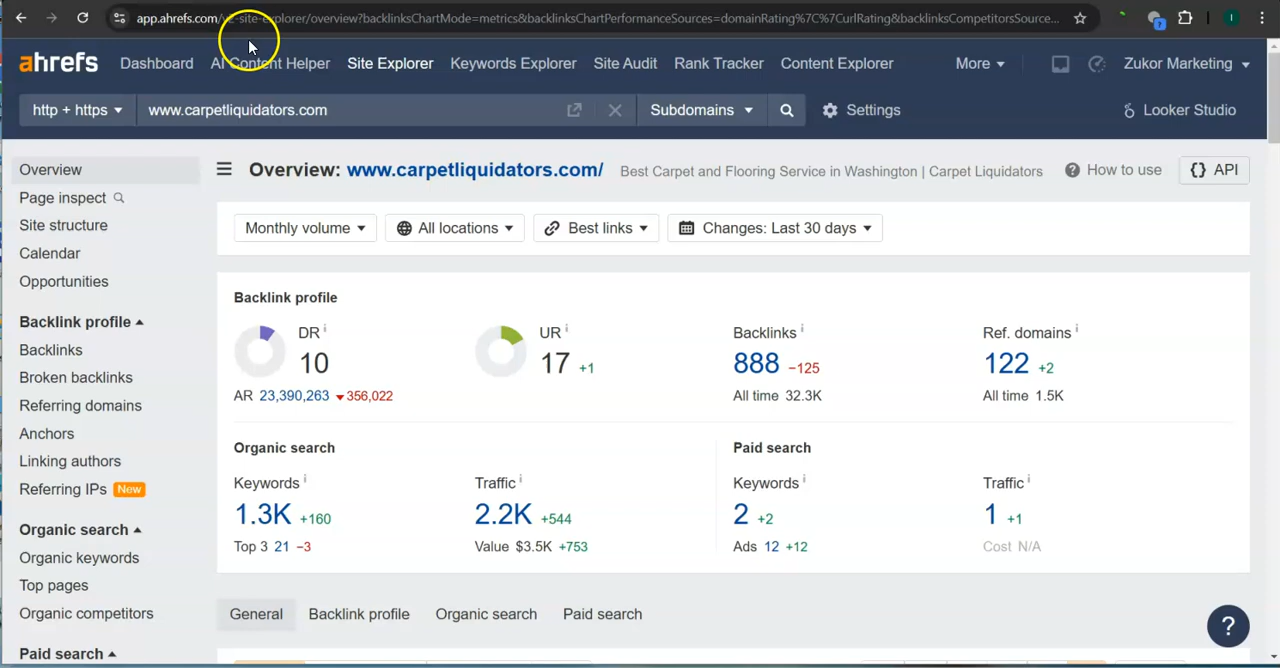 app.ahrefs.com/v2-site-explorer/overview?backlinksChartMode=metrics&backlinksChartPerformanceSources=domainRating%7C%7CurlRating&backlinksCompetitorsSource...
ahrefs Dashboard AI Content Helper Site Explorer Keywords Explorer Site Audit Rank Tracker Content Explorer More Zukor Marketing
http + https www.carpetliquidators.com Subdomains Settings Looker Studio
Overview
Page inspect
Site structure
Calendar
Opportunities
Backlink profile
Backlinks
Broken backlinks
Referring domains
Anchors
Linking authors
Referring IPs New
Organic search
Organic keywords
Top pages
Organic competitors
Paid search
Overview: www.carpetliquidators.com/ Best Carpet and Flooring Service in Washington | Carpet Liquidators ? How to use {} API
Monthly volume All locations Best links Changes: Last 30 days
Backlink profile
DR i UR i Backlinks i Ref. domains i
10 17 +1 888 −125 122 +2
AR 23,390,263 356,022 All time 32.3K All time 1.5K
Organic search Paid search
Keywords i Traffic i Keywords i Traffic i
1.3K +160 2.2K +544 2 +2 1 +1
Top 3 21 −3 Value $3.5K +753 Ads 12 +12 Cost N/A
General Backlink profile Organic search Paid search
?